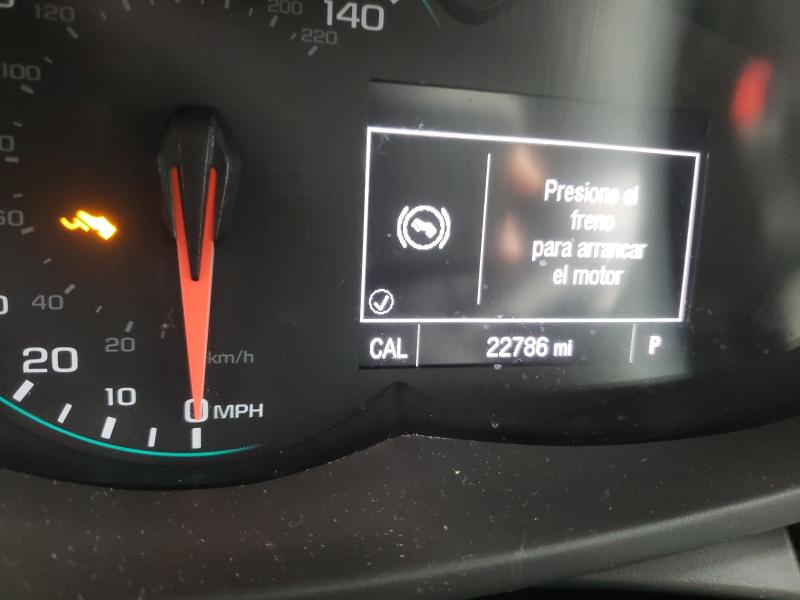 120
200
140
220
100
60
Presione el
freno
para arrancar
el motor
40
20
km/h
20
10
0 MPH
CAL 22786 mi P